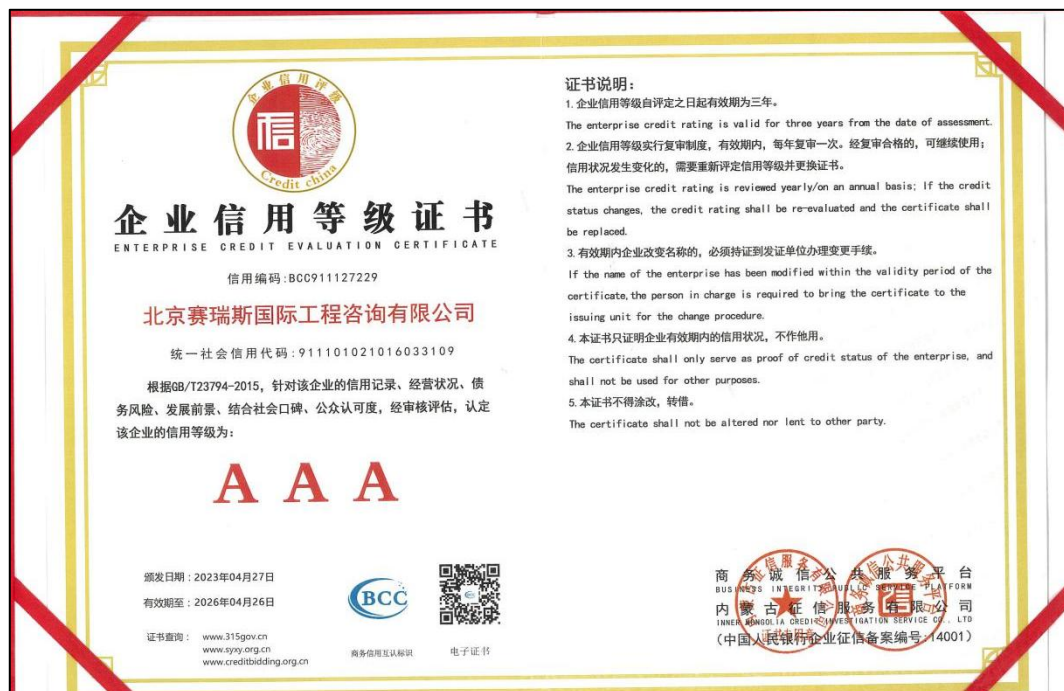 企业信用评级
信
Credit china
企业信用等级证书
ENTERPRISE CREDIT EVALUATION CERTIFICATE
信用编码:BCC911127229
北京赛瑞斯国际工程咨询有限公司
统一社会信用代码:911101021016033109
根据GB/T23794-2015，针对该企业的信用记录、经营状况、债
务风险、发展前景、结合社会口碑、公众认可度，经审核评估，认定
该企业的信用等级为：
AAA
颁发日期：2023年04月27日
有效期至：2026年04月26日
证书查询： www.315gov.cn
www.syxy.org.cn
www.creditbidding.org.cn
BCC
商务信用互认标识
电子证书
证书说明：
1. 企业信用等级自评定之日起有效期为三年。
The enterprise credit rating is valid for three years from the date of assessment.
2. 企业信用等级实行复审制度，有效期内，每年复审一次。经复审合格的，可继续使用；
信用状况发生变化的，需要重新评定信用等级并更换证书。
The enterprise credit rating is reviewed yearly/on an annual basis; If the credit
status changes, the credit rating shall be re-evaluated and the certificate shall
be replaced.
3. 有效期内企业改变名称的，必须持证到发证单位办理变更手续。
If the name of the enterprise has been modified within the validity period of the
certificate,the person in charge is required to bring the certificate to the
issuing unit for the change procedure.
4. 本证书只证明企业有效期内的信用状况，不作他用。
The certificate shall only serve as proof of credit status of the enterprise, and
shall not be used for other purposes.
5. 本证书不得涂改，转借。
The certificate shall not be altered nor lent to other party.
商务诚信公共服务平台
BUSINESS INTEGRITY PUBLIC SERVICE PLATFORM
内蒙古征信服务有限公司
INNER MONGOLIA CREDIT INVESTIGATION SERVICE CO., LTD
(中国人民银行企业征信备案编号:14001)
证书专用章
信